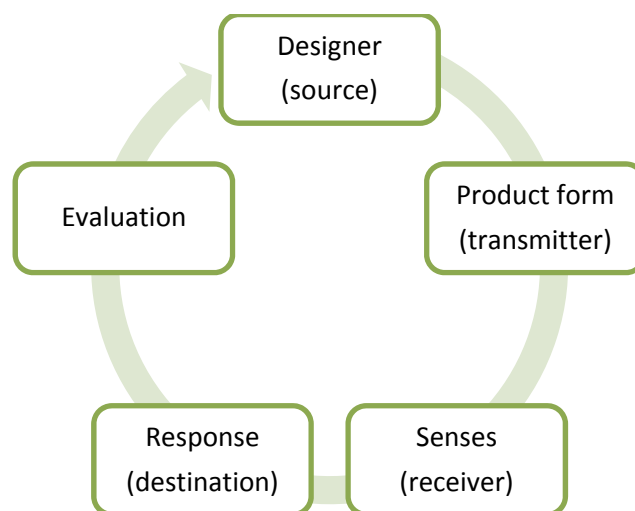 Designer
(source)
Product form
(transmitter)
Senses
(receiver)
Response
(destination)
Evaluation